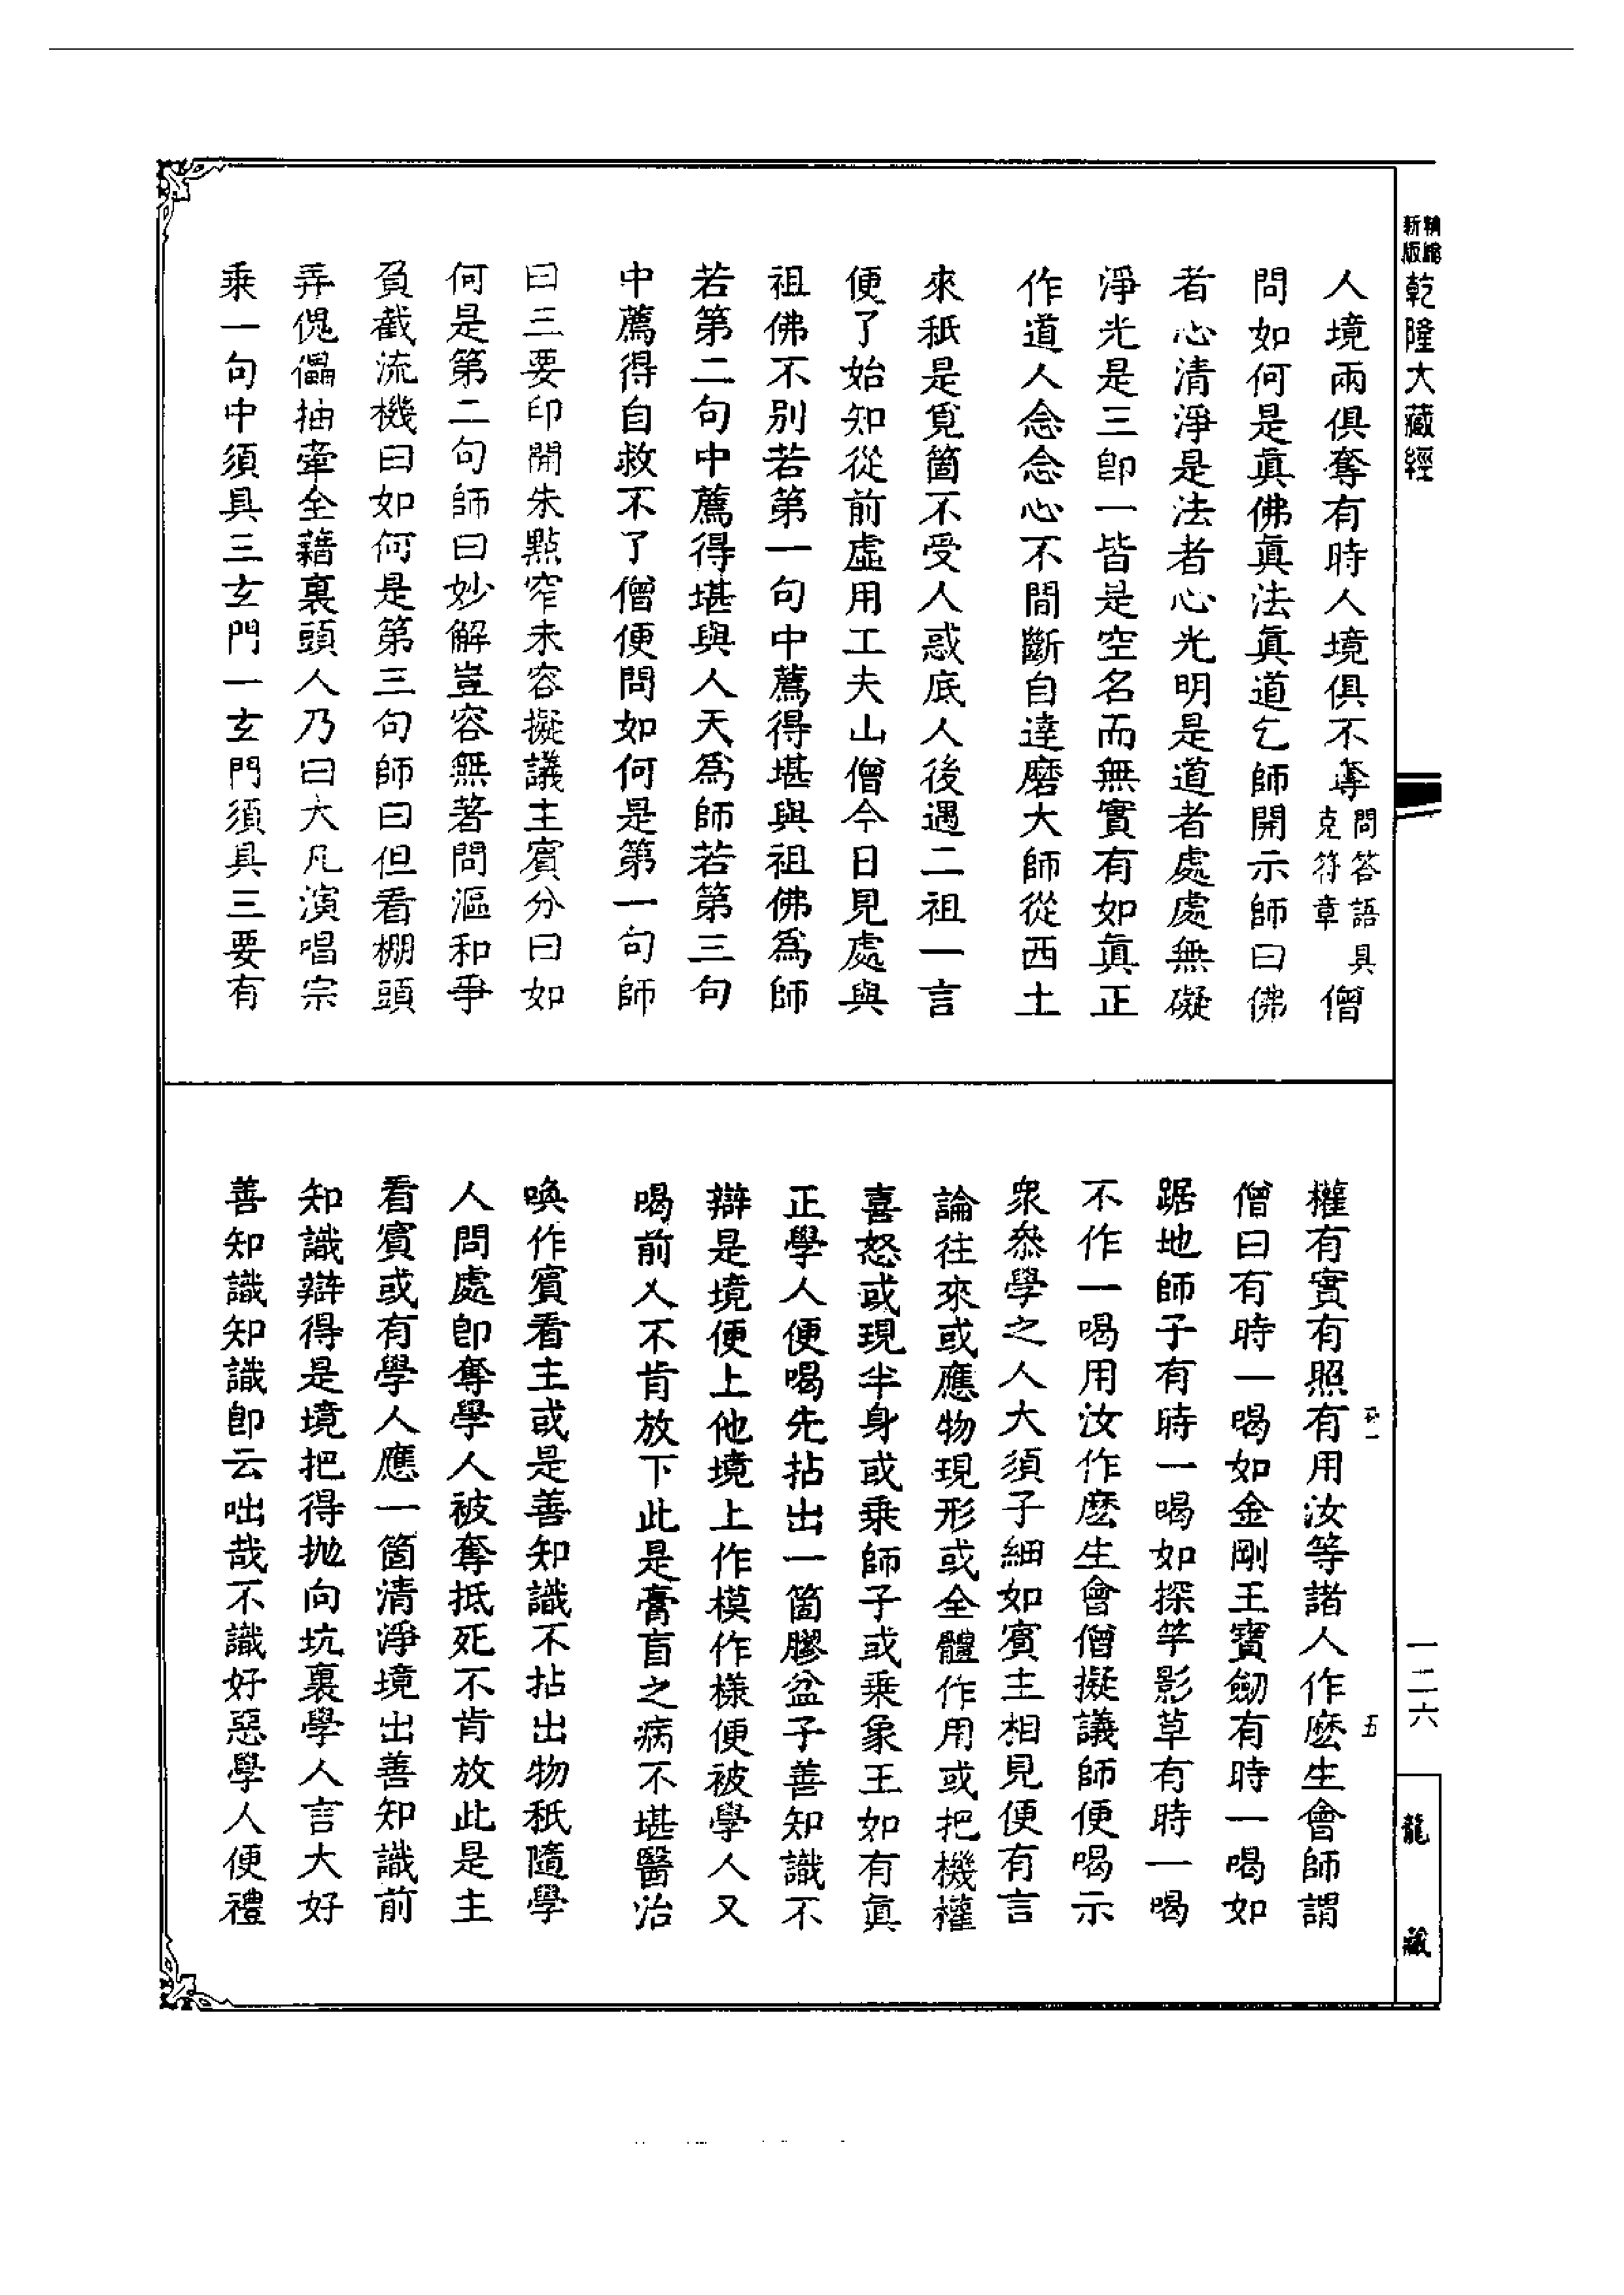 新版精縮乾隆大藏經
人境兩俱奪有時人境俱不奪問答語具克符章僧
問如何是眞佛眞法眞道乞師開示師曰佛
者心清淨是法者心光明是道者處處無礙
淨光是三卽一皆是空名而無實有如眞正
作道人念念心不間斷自達磨大師從西土
來秖是覓箇不受人惑底人後遇二祖一言
便了始知從前虛用工夫山僧今日見處與
祖佛不別若第一句中薦得堪與祖佛爲師
若第二句中薦得堪與人天爲師若第三句
中薦得自救不了僧便問如何是第一句師
曰三要印開朱點窄未容擬議主賓分曰如
何是第二句師曰妙解豈容無著問漚和爭
負截流機曰如何是第三句師曰但看棚頭
弄傀儡抽牽全藉裏頭人乃曰大凡演唱宗
乘一句中須具三玄門一玄門須具三要有
權有實有照有用汝等諸人作麽生會師謂
僧曰有時一喝如金剛王寶劒有時一喝如
踞地師子有時一喝如探竿影草有時一喝
不作一喝用汝作麽生會僧擬議師便喝示
衆叅學之人大須子細如賓主相見便有言
論往來或應物現形或全體作用或把機權
喜怒或現半身或乘師子或乘象王如有眞
正學人便喝先拈出一箇膠盆子善知識不
辯是境便上他境上作模作樣便被學人又
喝前人不肯放下此是膏肓之病不堪醫治
喚作賓看主或是善知識不拈出物秖隨學
人問處卽奪學人被奪抵死不肯放此是主
看賓或有學人應一箇清淨境出善知識前
知識辯得是境把得拋向坑裏學人言大好
善知識知識卽云咄哉不識好惡學人便禮
五
一二六
龍藏